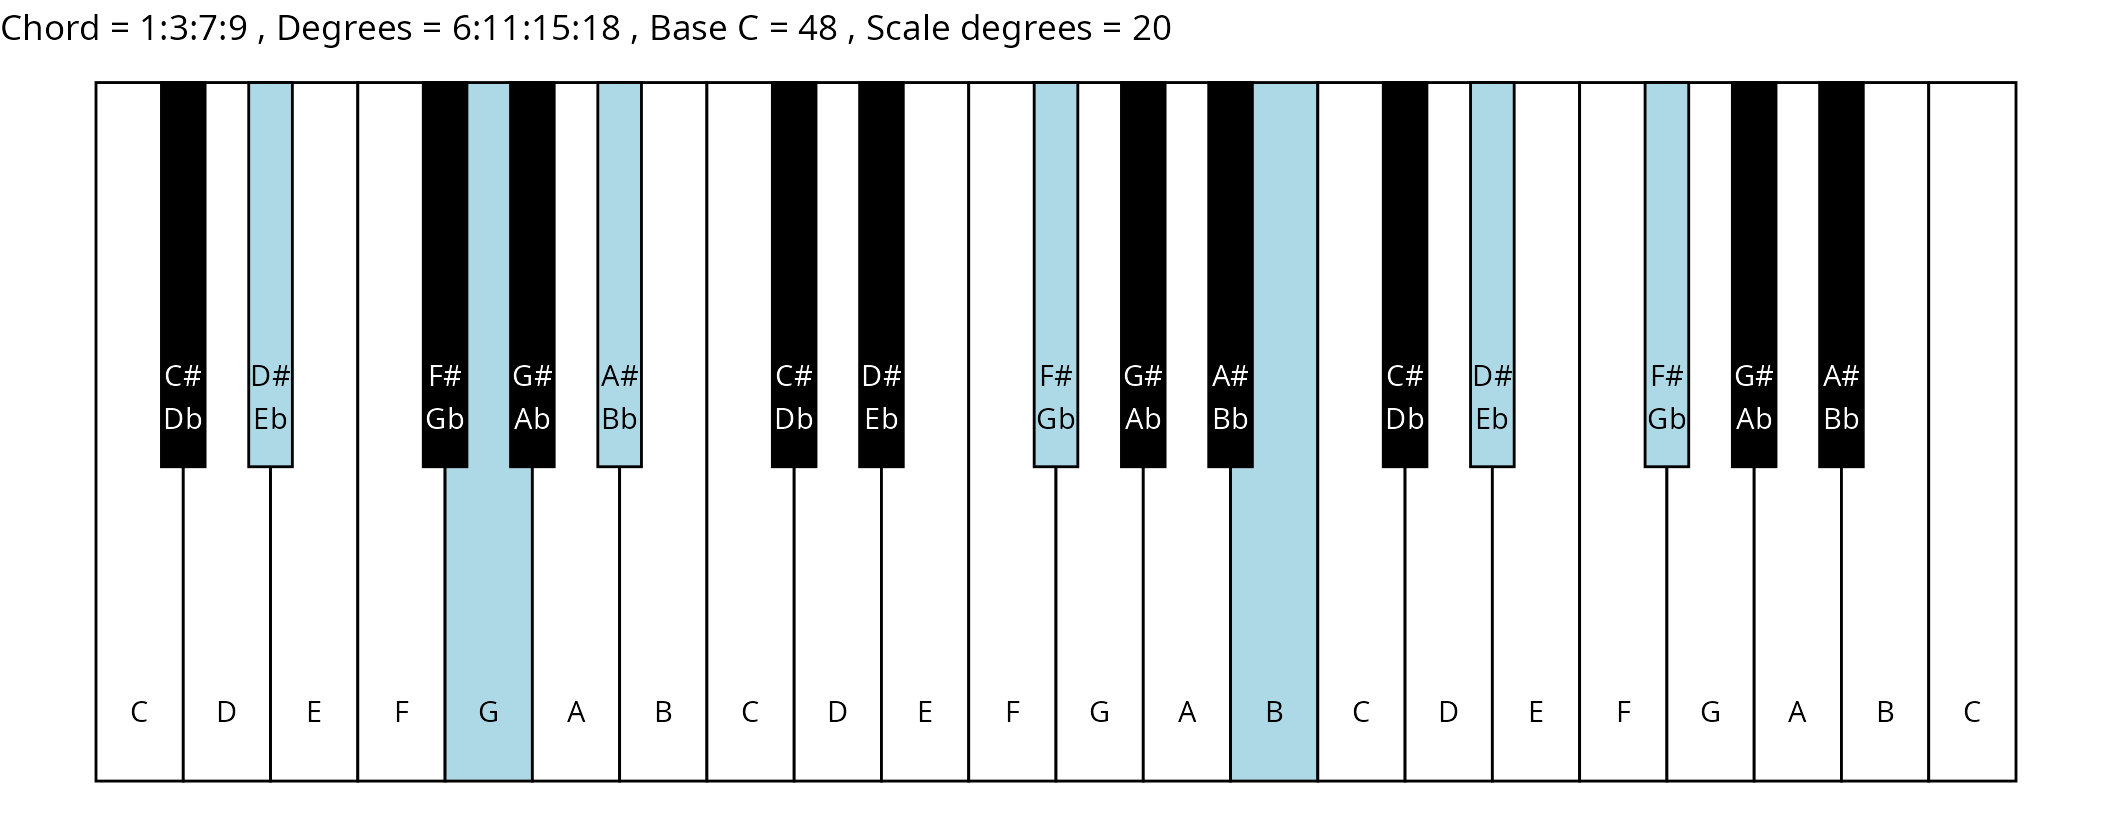 Chord = 1:3:7:9 , Degrees = 6:11:15:18 , Base C = 48 , Scale degrees = 20
C# D# F# G# A# C# D# F# G# A# C# D# F# G# A#
Db Eb Gb Ab Bb Db Eb Gb Ab Bb Db Eb Gb Ab Bb
C D E F G A B C D E F G A B C D E F G A B C